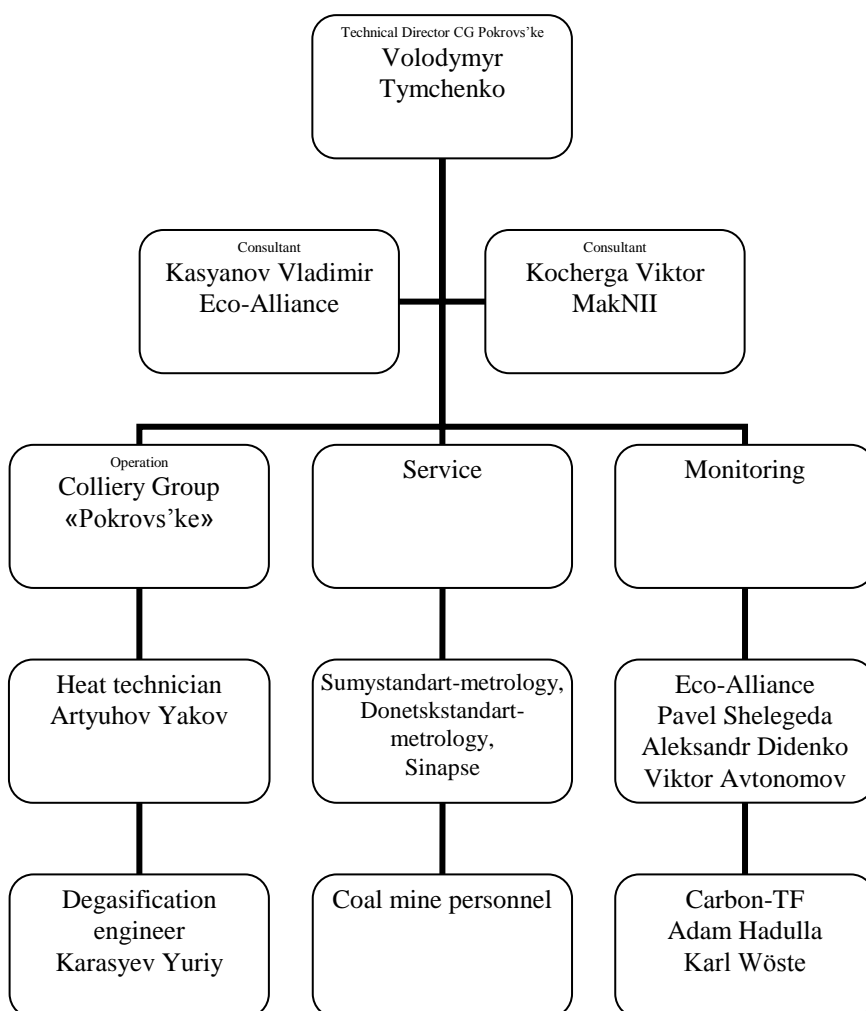 Technical Director CG Pokrovs’ke
Volodymyr
Tymchenko
Consultant
Kasyanov Vladimir
Eco-Alliance
Consultant
Kocherga Viktor
MakNII
Operation
Colliery Group
«Pokrovs’ke»
Service
Monitoring
Heat technician
Artyuhov Yakov
Sumystandart-metrology,
Donetskstandart-
metrology,
Sinapse
Eco-Alliance
Pavel Shelegeda
Aleksandr Didenko
Viktor Avtonomov
Degasification
engineer
Karasyev Yuriy
Coal mine personnel
Carbon-TF
Adam Hadulla
Karl Wöste